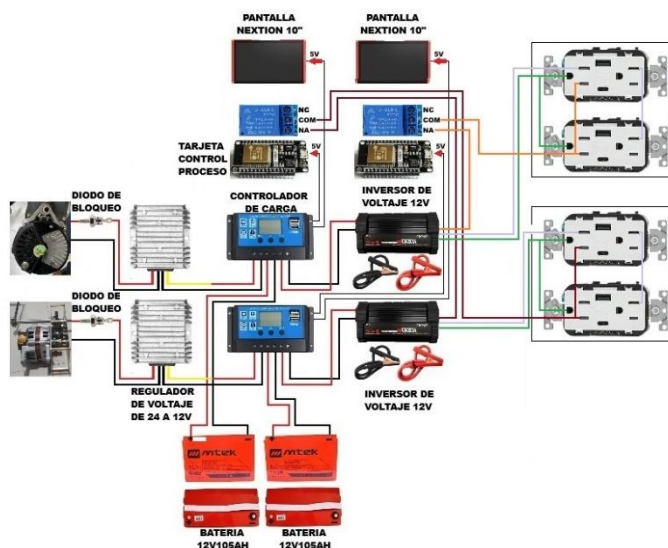 PANTALLA
NEXTION 10"
PANTALLA
NEXTION 10"
5V
5V
NC
COM
NA
NC
COM
NA
TARJETA
CONTROL
PROCESO
5V
5V
DIODO DE
BLOQUEO
CONTROLADOR
DE CARGA
INVERSOR DE
VOLTAJE 12V
DIODO DE
BLOQUEO
REGULADOR
DE VOLTAJE
DE 24 A 12V
INVERSOR DE
VOLTAJE 12V
mtek
mtek
BATERIA
12V105AH
BATERIA
12V105AH